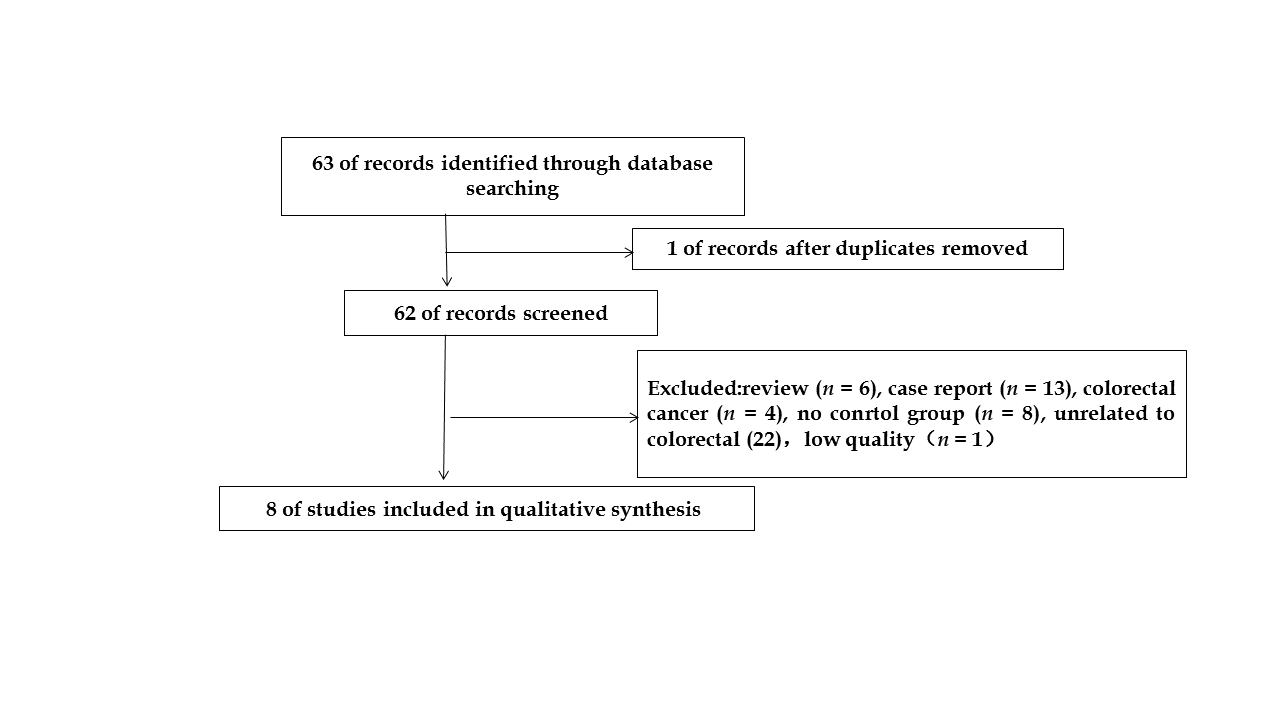 63 of records identified through database
searching
1 of records after duplicates removed
62 of records screened
Excluded:review (n = 6), case report (n = 13), colorectal
cancer (n = 4), no conrtol group (n = 8), unrelated to
colorectal (22)，low quality（n = 1）
8 of studies included in qualitative synthesis